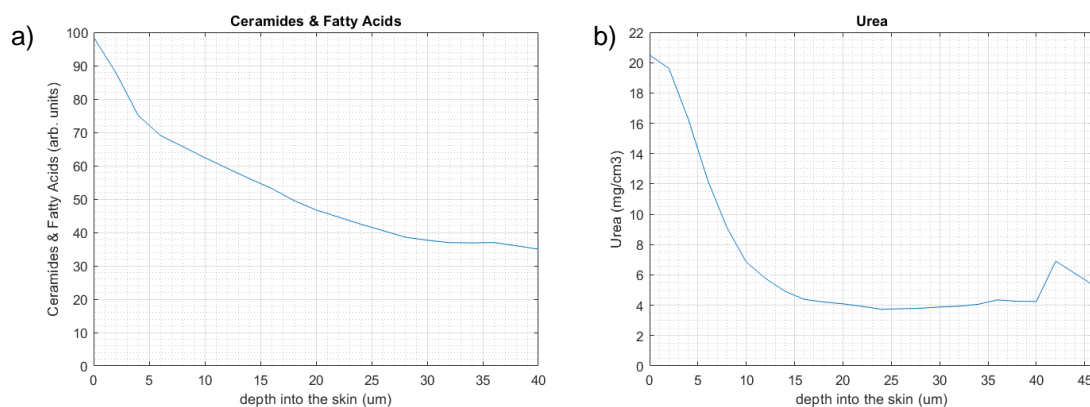 a)
Ceramides & Fatty Acids
Ceramides & Fatty Acids (arb. units)
100
90
80
70
60
50
40
30
20
10
0
0 5 10 15 20 25 30 35 40
depth into the skin (um)
b)
Urea
Urea (mg/cm3)
22
20
18
16
14
12
10
8
6
4
2
0
0 5 10 15 20 25 30 35 40 45
depth into the skin (um)